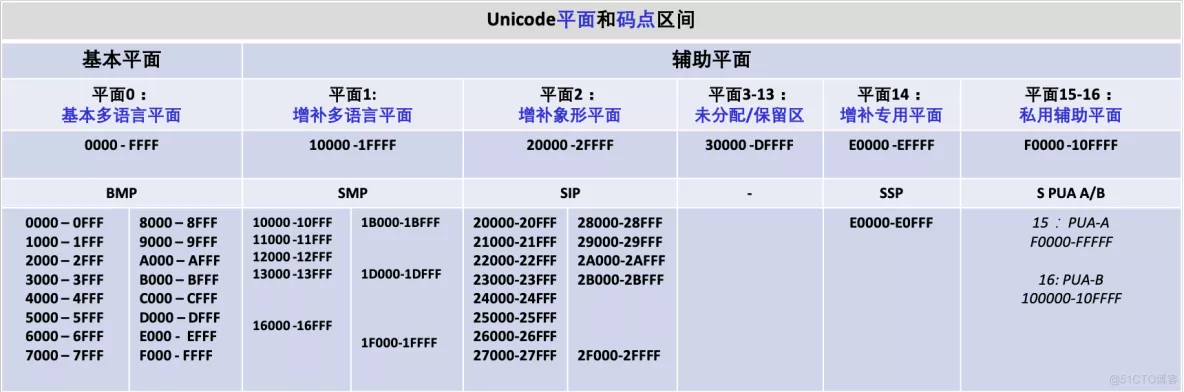 Unicode平面和码点区间
基本平面
辅助平面
平面0：
基本多语言平面
平面1:
增补多语言平面
平面2：
增补象形平面
平面3-13：
未分配/保留区
平面14：
增补专用平面
平面15-16：
私用辅助平面
0000 - FFFF
10000 -1FFFF
20000 -2FFFF
30000 -DFFFF
E0000 -EFFFF
F0000 -10FFFF
BMP
SMP
SIP
-
SSP
S PUA A/B
0000 – 0FFF
1000 – 1FFF
2000 – 2FFF
3000 – 3FFF
4000 – 4FFF
5000 – 5FFF
6000 – 6FFF
7000 – 7FFF
8000 – 8FFF
9000 – 9FFF
A000 – AFFF
B000 – BFFF
C000 – CFFF
D000 – DFFF
E000 - EFFF
F000 - FFFF
10000 -10FFF
11000 -11FFF
12000 -12FFF
13000 -13FFF
16000 -16FFF
1B000-1BFFF
1D000-1DFFF
1F000-1FFFF
20000-20FFF
21000-21FFF
22000-22FFF
23000-23FFF
24000-24FFF
25000-25FFF
26000-26FFF
27000-27FFF
28000-28FFF
29000-29FFF
2A000-2AFFF
2B000-2BFFF
2F000-2FFFF
E0000-E0FFF
15： PUA-A
F0000-FFFFF
16: PUA-B
100000-10FFFF
@51CTO博客